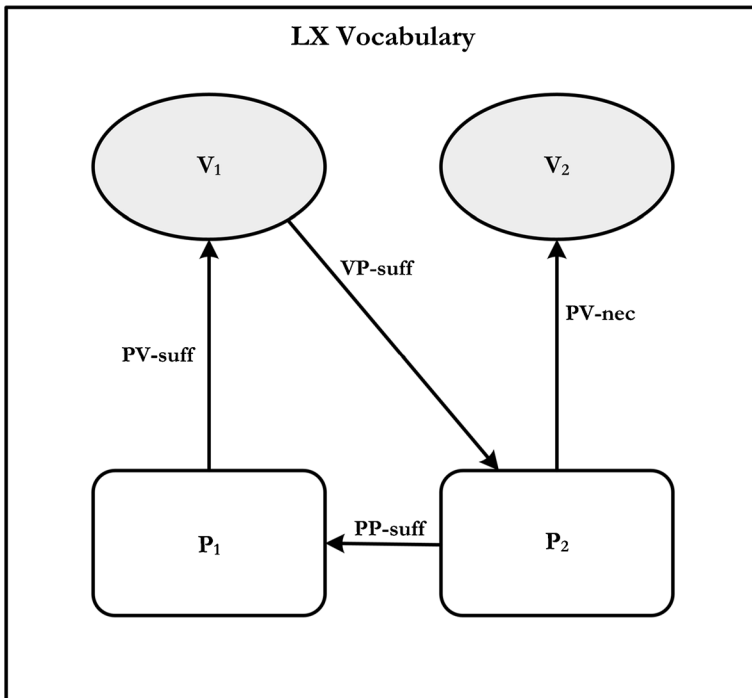 LX Vocabulary
V₁
V₂
VP-suff
PV-nec
PV-suff
PP-suff
P₁
P₂